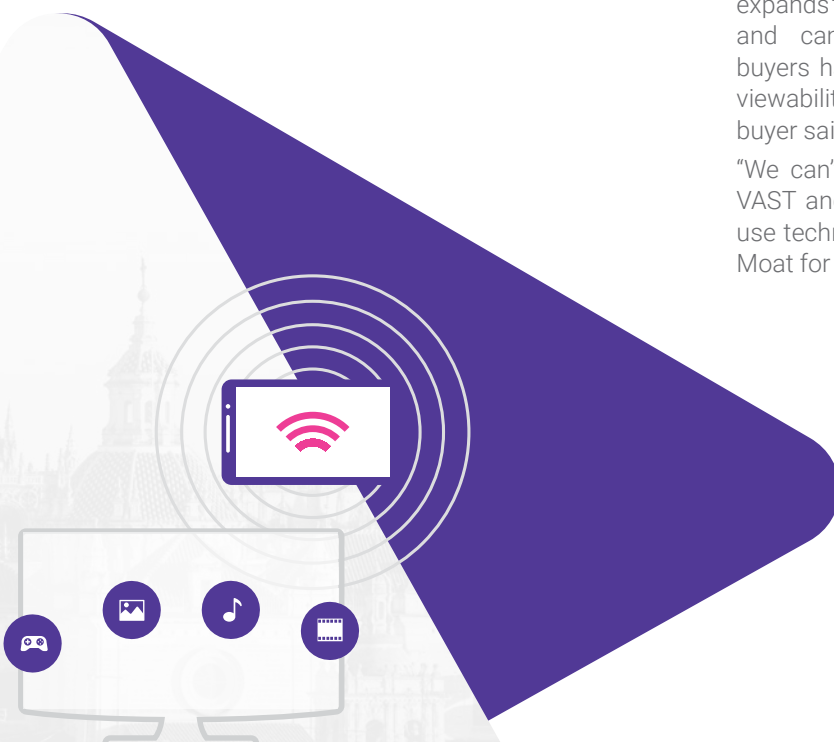 expands
and can
buyers h
viewabilit
buyer sai
“We can’
VAST and
use techn
Moat for